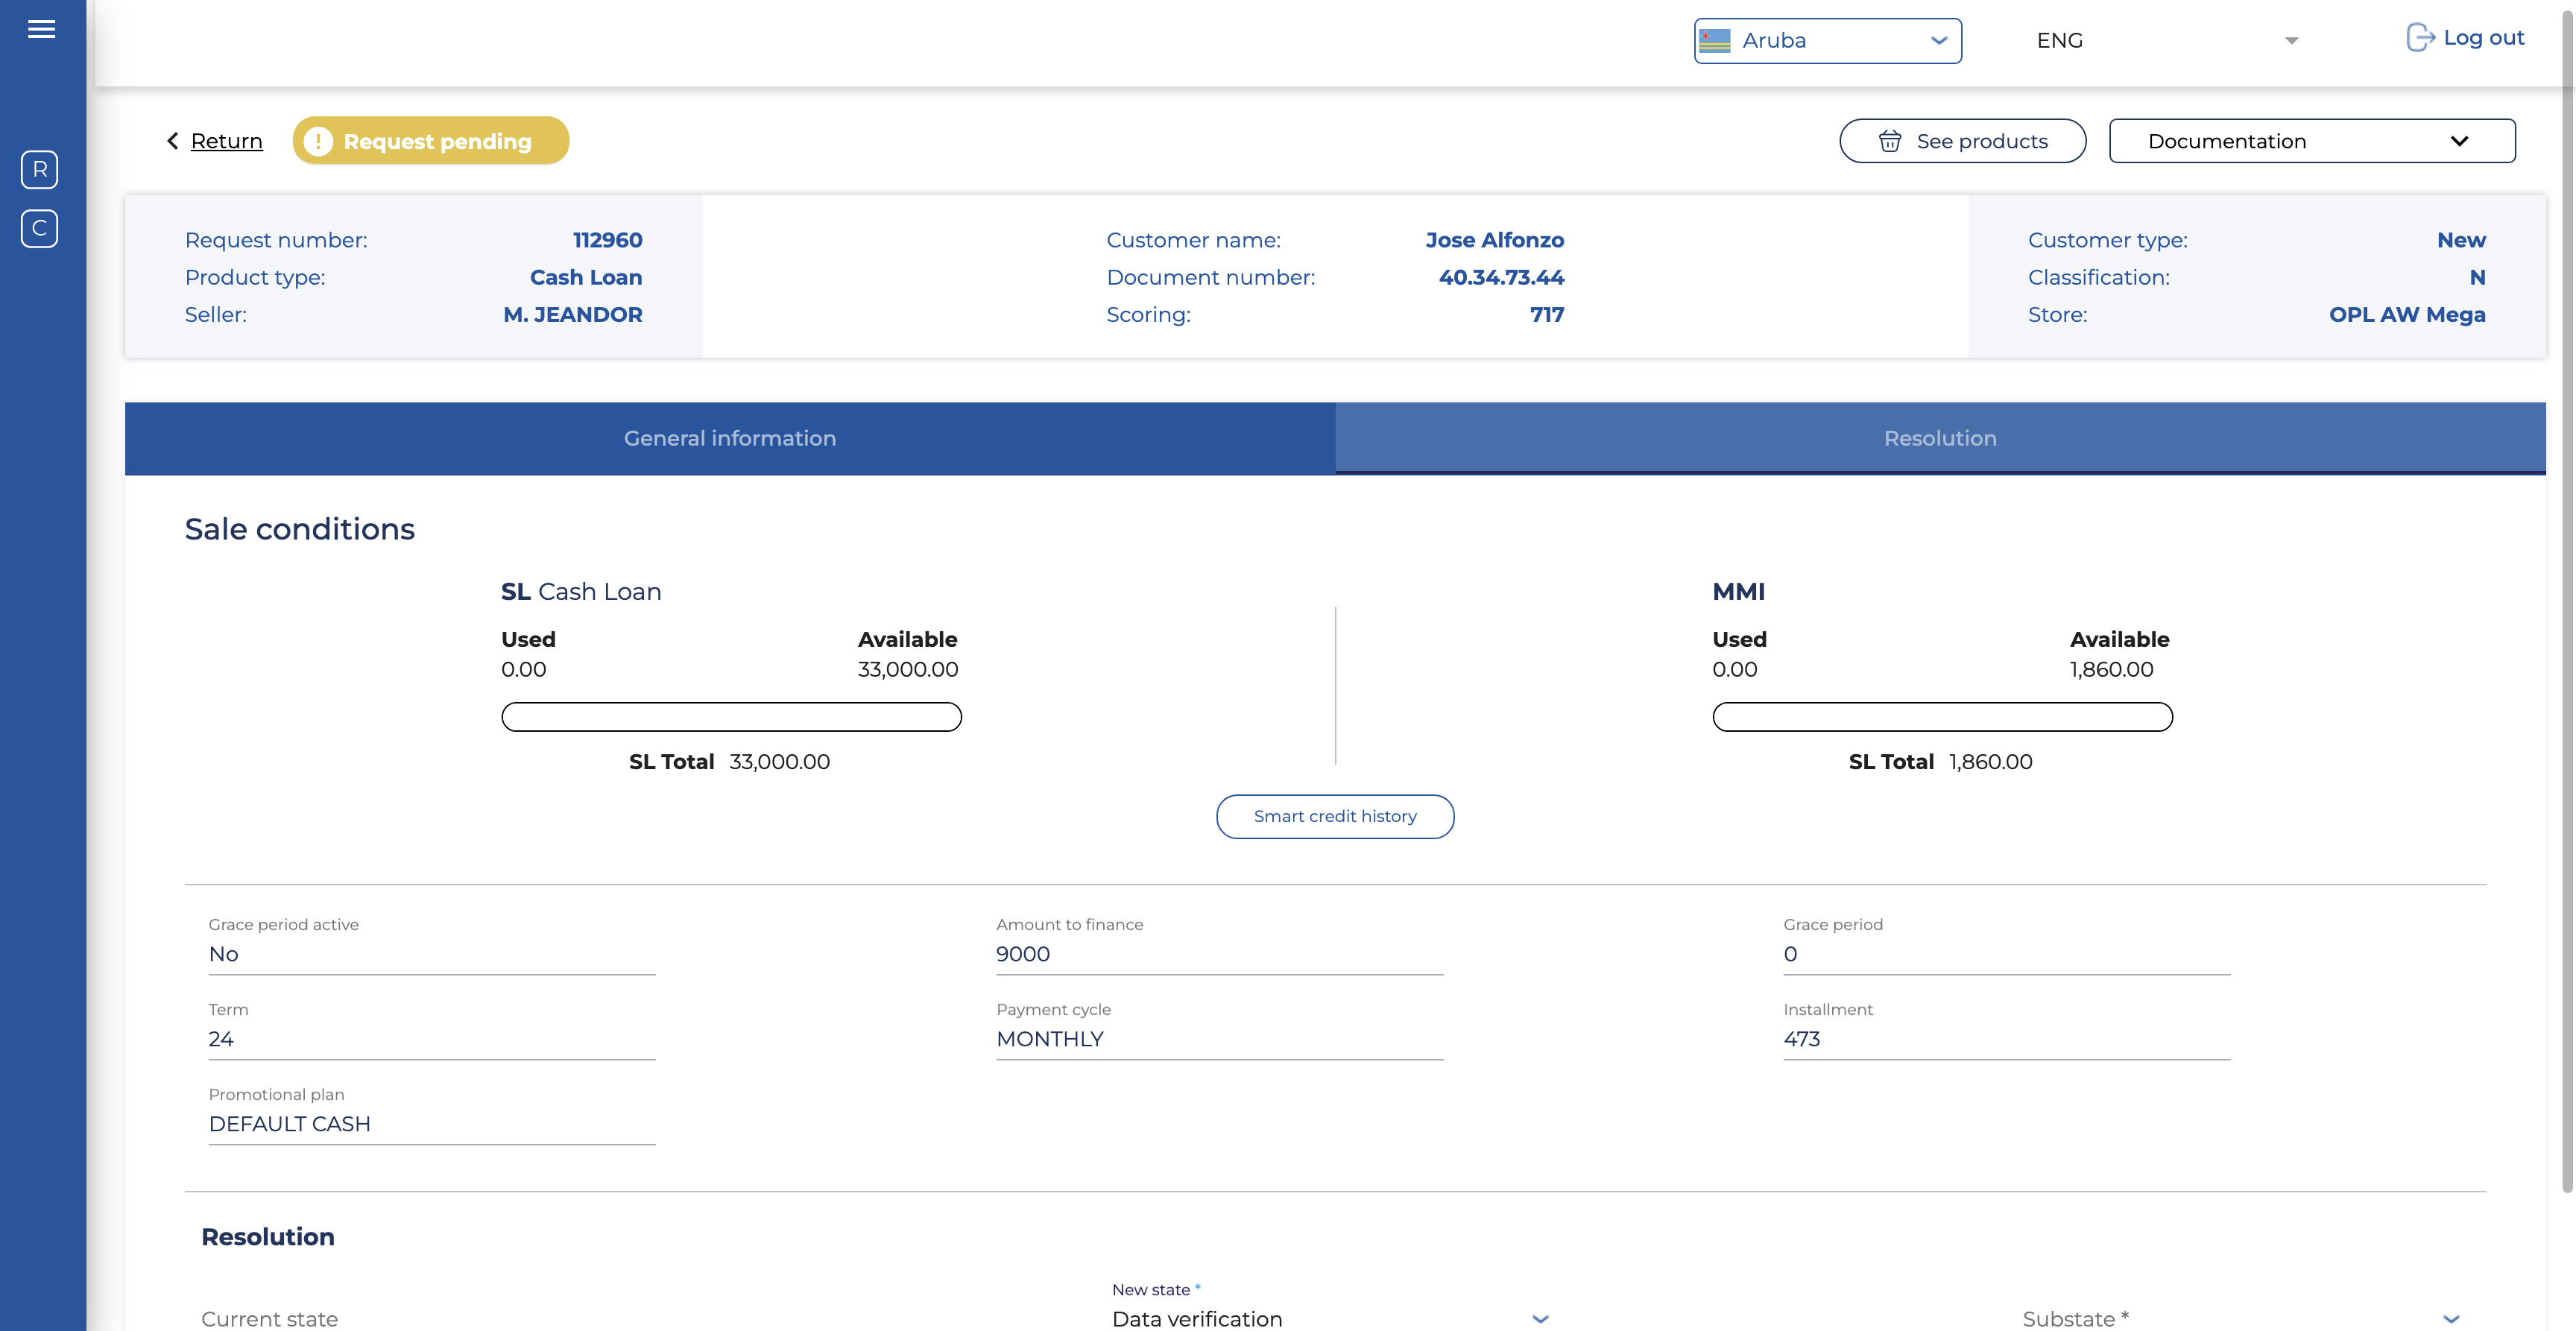 Aruba
ENG
Log out
Return
Request pending
See products
Documentation
R
C
Request number: 112960
Product type: Cash Loan
Seller: M. JEANDOR
Customer name: Jose Alfonzo
Document number: 40.34.73.44
Scoring: 717
Customer type: New
Classification: N
Store: OPL AW Mega
General information
Resolution
Sale conditions
SL Cash Loan
Used Available
0.00 33,000.00
SL Total 33,000.00
MMI
Used Available
0.00 1,860.00
SL Total 1,860.00
Smart credit history
Grace period active
No
Amount to finance
9000
Grace period
0
Term
24
Payment cycle
MONTHLY
Installment
473
Promotional plan
DEFAULT CASH
Resolution
Current state
New state *
Data verification
Substate *